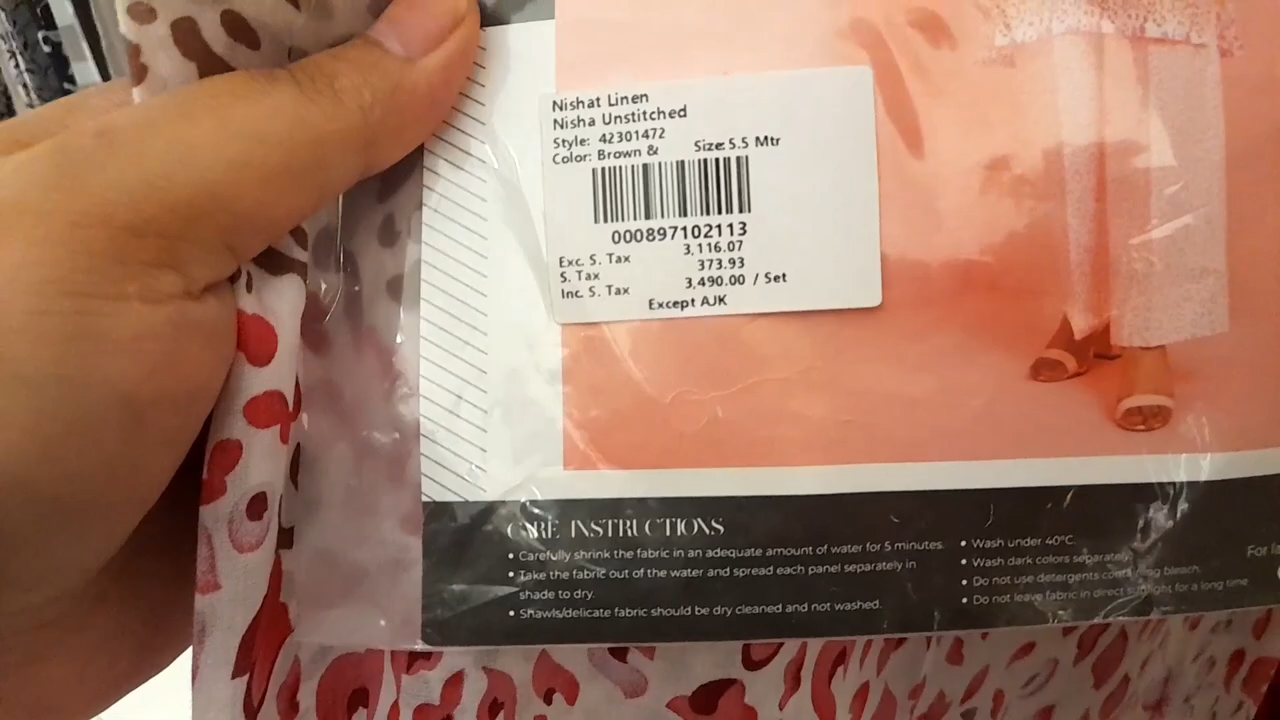 Nishat Linen
Nisha Unstitched
Style: 42301472
Color: Brown & Size: 5.5 Mtr
000897102113
Exc. S. Tax 3,116.07
S. Tax 373.93
Inc. S. Tax 3,490.00 / Set
Except AJK
CARE INSTRUCTIONS
• Carefully shrink the fabric in an adequate amount of water for 5 minutes.
• Take the fabric out of the water and spread each panel separately in
shade to dry.
• Shawls/delicate fabric should be dry cleaned and not washed.
• Wash under 40°C.
• Wash dark colors separately.
• Do not use detergents containing bleach.
• Do not leave fabric in direct sunlight for a long time
For